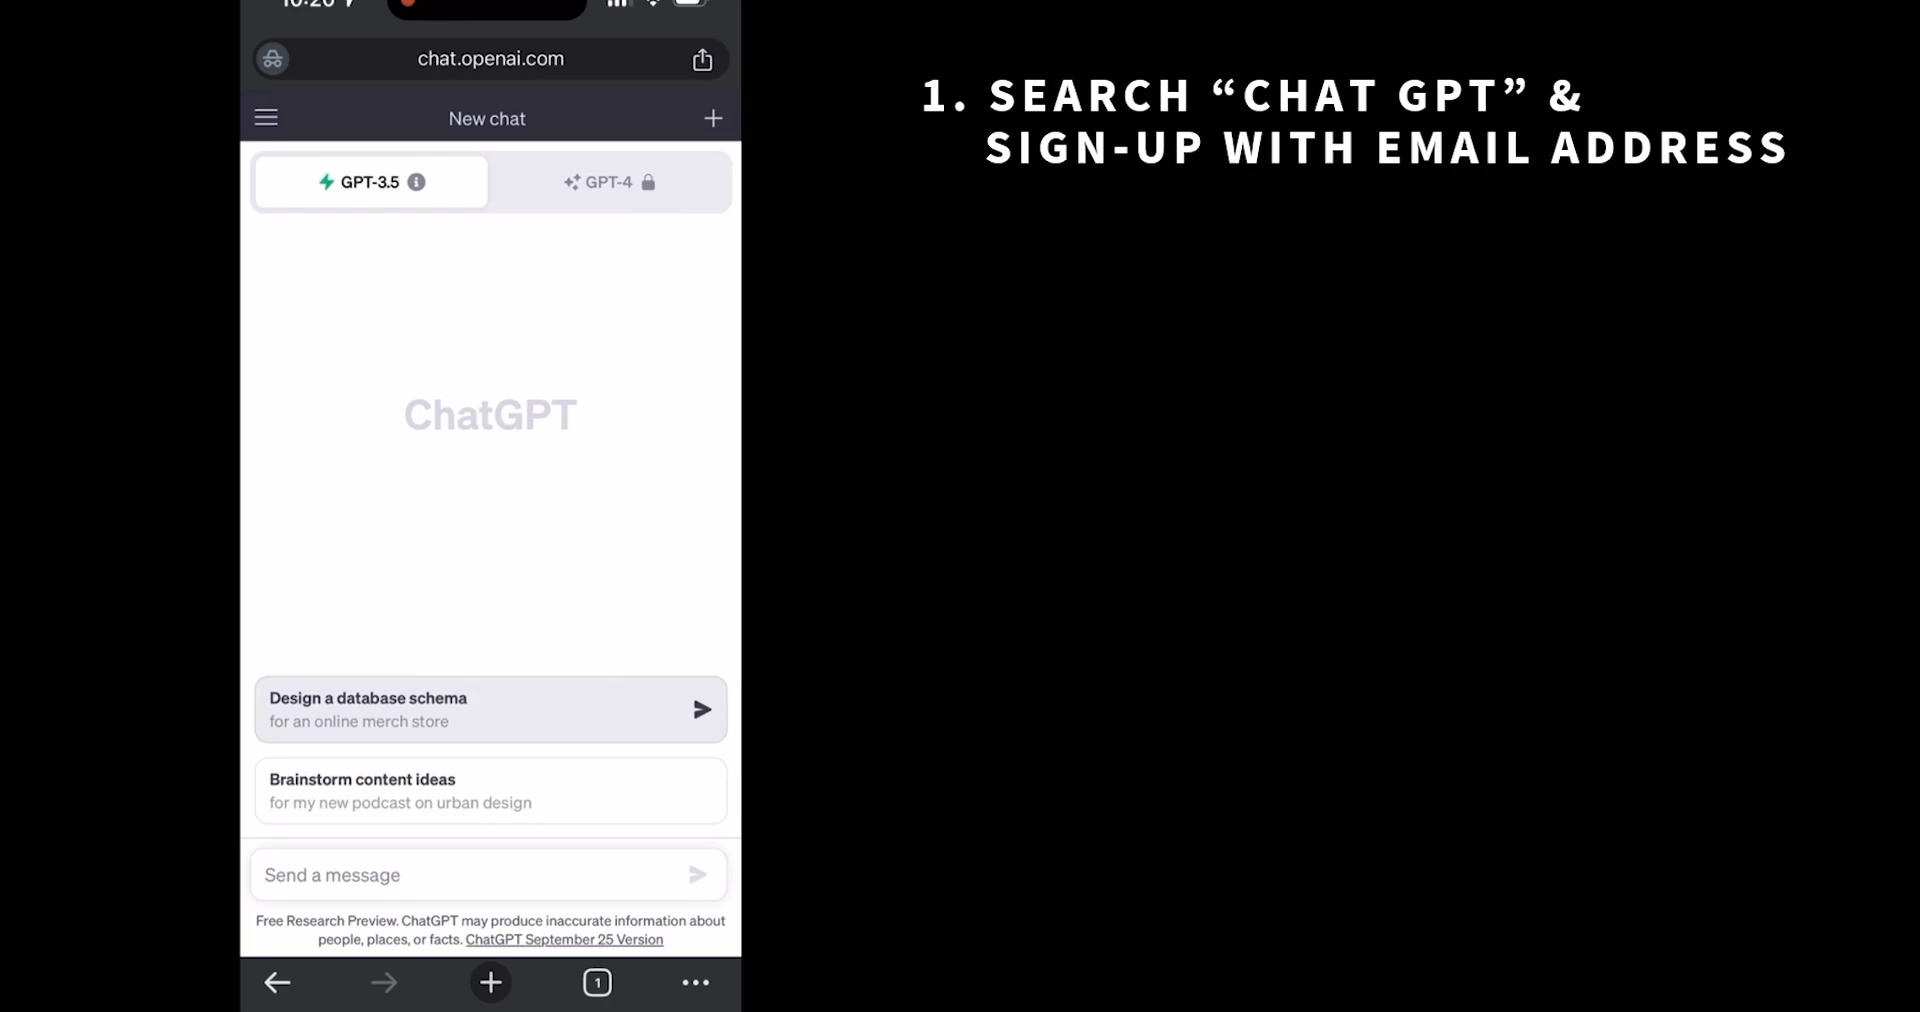 chat.openai.com
New chat
GPT-3.5
GPT-4
ChatGPT
Design a database schema
for an online merch store
Brainstorm content ideas
for my new podcast on urban design
Send a message
Free Research Preview. ChatGPT may produce inaccurate information about
people, places, or facts. ChatGPT September 25 Version
1
1. SEARCH “CHAT GPT” &
SIGN-UP WITH EMAIL ADDRESS